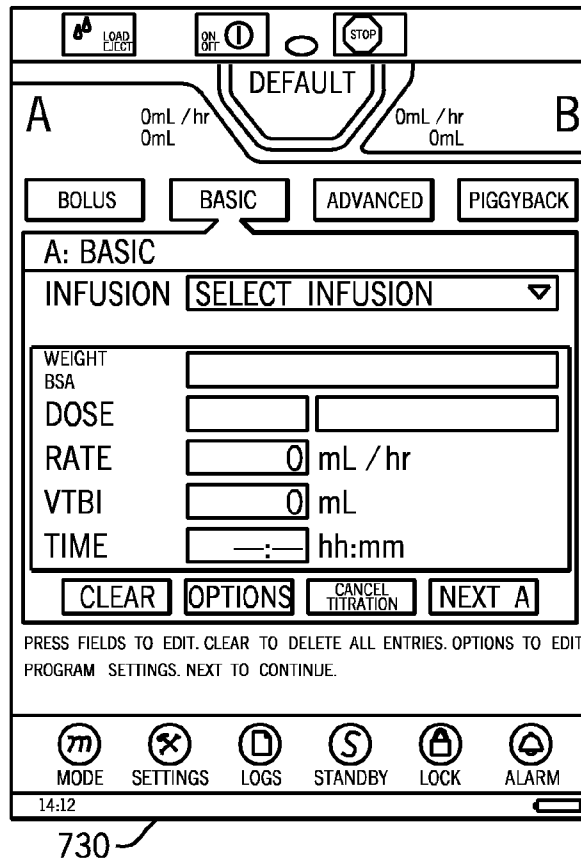 LOAD
EJECT
ON
OFF
STOP
DEFAULT
A 0mL/hr 0mL/hr B
0mL 0mL
BOLUS BASIC ADVANCED PIGGYBACK
A: BASIC
INFUSION SELECT INFUSION
WEIGHT
BSA
DOSE
RATE 0 mL/hr
VTBI 0 mL
TIME —:— hh:mm
CLEAR OPTIONS CANCEL TITRATION NEXT A
PRESS FIELDS TO EDIT. CLEAR TO DELETE ALL ENTRIES. OPTIONS TO EDIT
PROGRAM SETTINGS. NEXT TO CONTINUE.
m S
MODE SETTINGS LOGS STANDBY LOCK ALARM
14:12
730